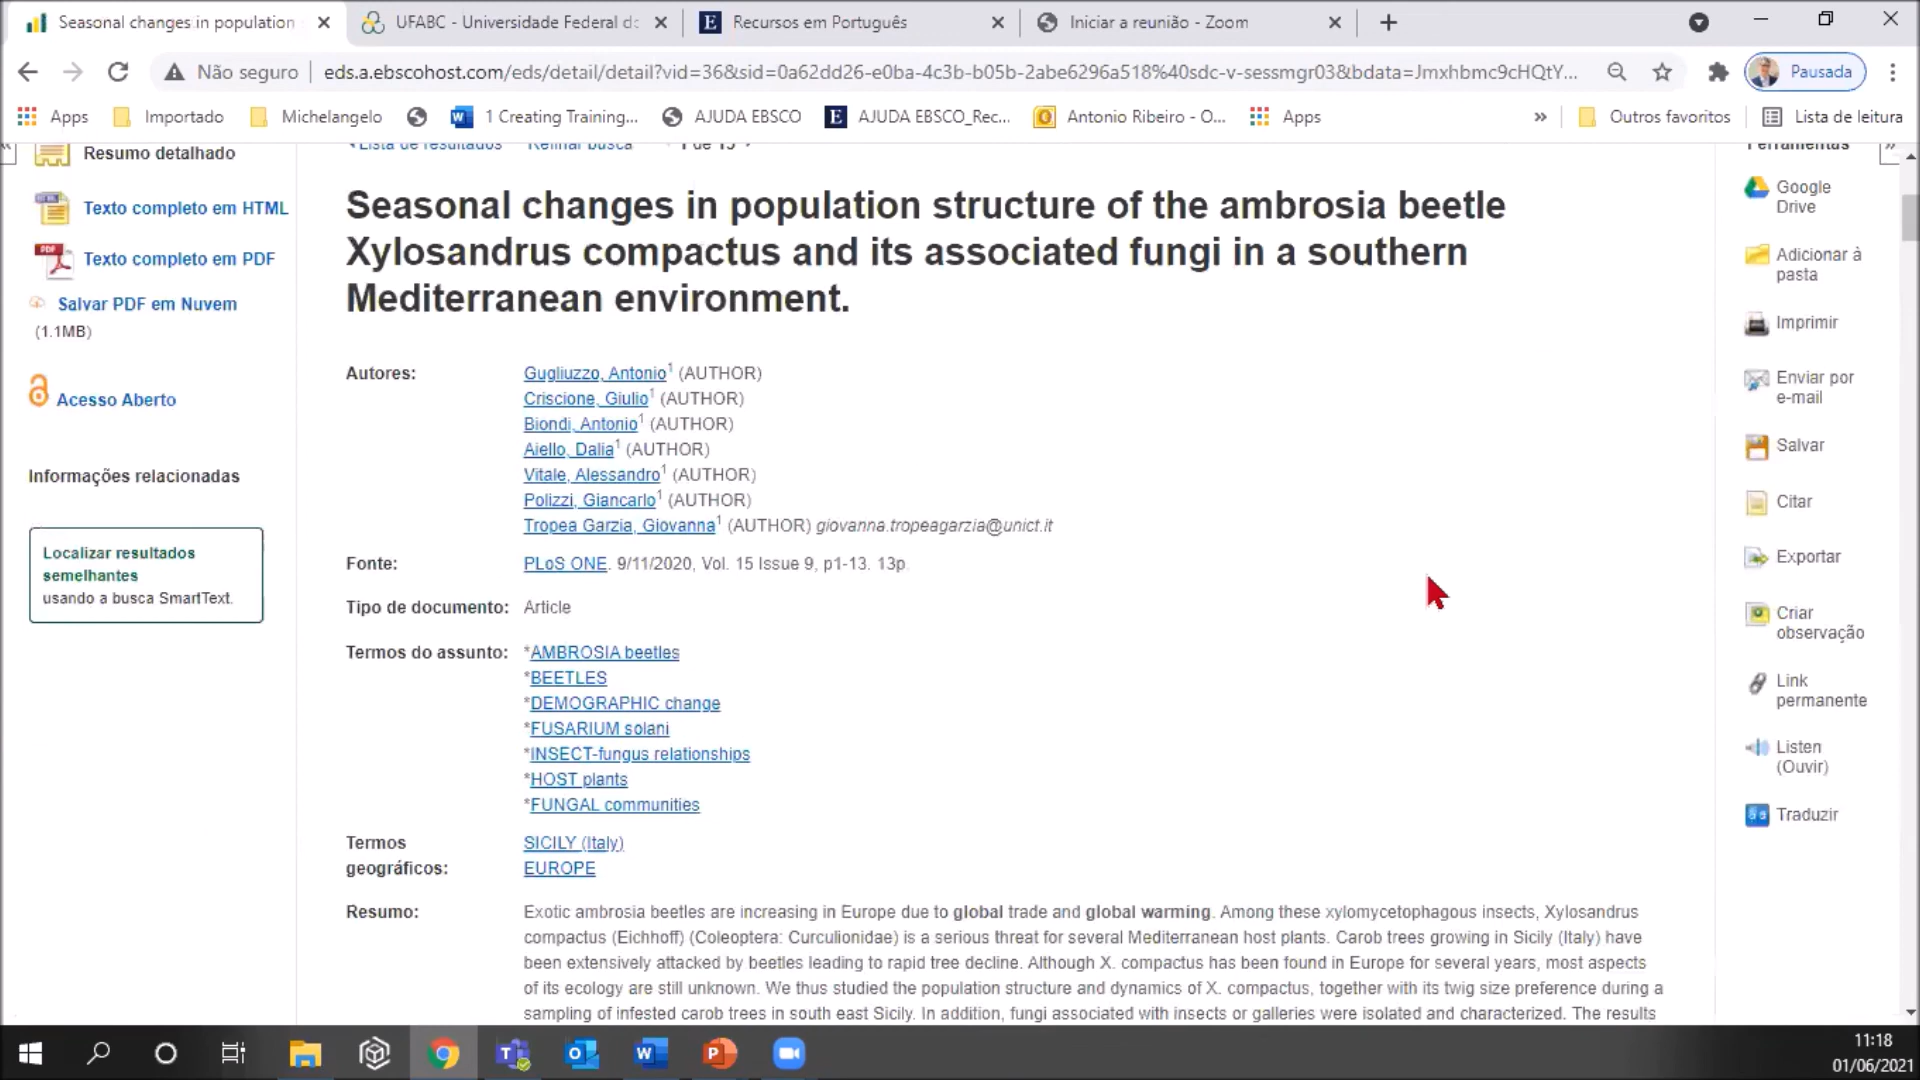 Seasonal changes in population
UFABC - Universidade Federal do
Recursos em Português
Iniciar a reunião - Zoom
Não seguro
eds.a.ebscohost.com/eds/detail/detail?vid=36&sid=0a62dd26-e0ba-4c3b-b05b-2abe6296a518%40sdc-v-sessmgr03&bdata=Jmxhbmc9cHQtY...
Pausada
Apps
Importado
Michelangelo
1 Creating Training...
AJUDA EBSCO
AJUDA EBSCO_Rec...
Antonio Ribeiro - O...
Apps
»
Outros favoritos
Lista de leitura
Resumo detalhado
Texto completo em HTML
Texto completo em PDF
Salvar PDF em Nuvem
(1.1MB)
Acesso Aberto
Informações relacionadas
Localizar resultados
semelhantes
usando a busca SmartText.
Lista de resultados Refinar busca 1 de 15
Seasonal changes in population structure of the ambrosia beetle
Xylosandrus compactus and its associated fungi in a southern
Mediterranean environment.
Autores: Gugliuzzo, Antonio1 (AUTHOR)
Criscione, Giulio1 (AUTHOR)
Biondi, Antonio1 (AUTHOR)
Aiello, Dalia1 (AUTHOR)
Vitale, Alessandro1 (AUTHOR)
Polizzi, Giancarlo1 (AUTHOR)
Tropea Garzia, Giovanna1 (AUTHOR) giovanna.tropeagarzia@unict.it
Fonte: PLoS ONE. 9/11/2020, Vol. 15 Issue 9, p1-13. 13p.
Tipo de documento: Article
Termos do assunto: *AMBROSIA beetles
*BEETLES
*DEMOGRAPHIC change
*FUSARIUM solani
*INSECT-fungus relationships
*HOST plants
*FUNGAL communities
Termos
geográficos:
SICILY (Italy)
EUROPE
Resumo: Exotic ambrosia beetles are increasing in Europe due to global trade and global warming. Among these xylomycetophagous insects, Xylosandrus
compactus (Eichhoff) (Coleoptera: Curculionidae) is a serious threat for several Mediterranean host plants. Carob trees growing in Sicily (Italy) have
been extensively attacked by beetles leading to rapid tree decline. Although X. compactus has been found in Europe for several years, most aspects
of its ecology are still unknown. We thus studied the population structure and dynamics of X. compactus, together with its twig size preference during a
sampling of infested carob trees in south east Sicily. In addition, fungi associated with insects or galleries were isolated and characterized. The results
Ferramentas
Google
Drive
Adicionar à
pasta
Imprimir
Enviar por
e-mail
Salvar
Citar
Exportar
Criar
observação
Link
permanente
Listen
(Ouvir)
Traduzir
11:18
01/06/2021